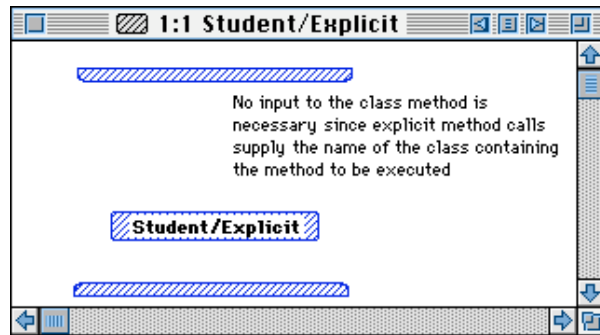 1:1 Student/Explicit
No input to the class method is
necessary since explicit method calls
supply the name of the class containing
the method to be executed
Student/Explicit